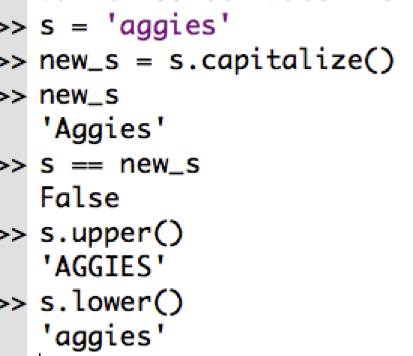 >> s = 'aggies'
>> new_s = s.capitalize()
>> new_s
'Aggies'
>> s == new_s
False
>> s.upper()
'AGGIES'
>> s.lower()
'aggies'